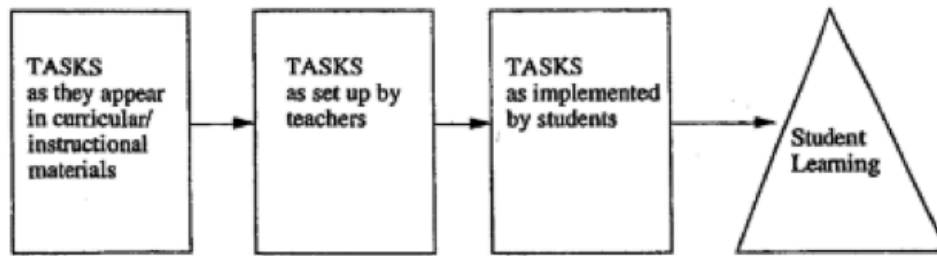 TASKS
as they appear
in curricular/
instructional
materials
TASKS
as set up by
teachers
TASKS
as implemented
by students
Student
Learning